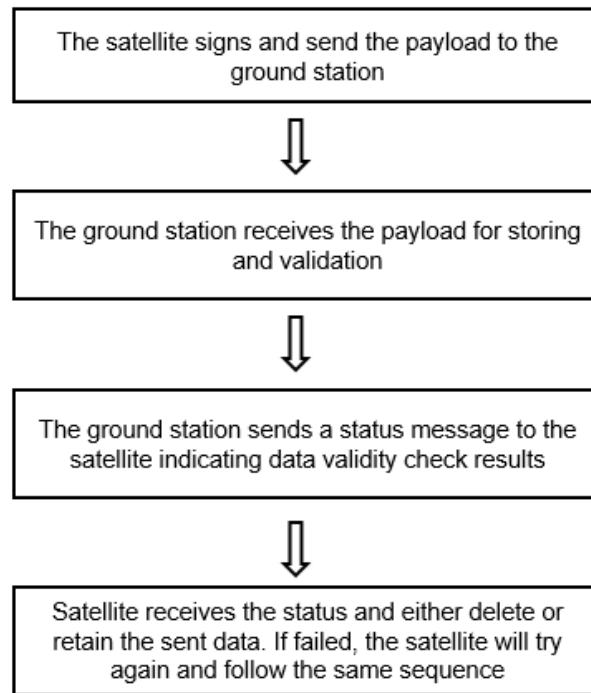 The satellite signs and send the payload to the
ground station
The ground station receives the payload for storing
and validation
The ground station sends a status message to the
satellite indicating data validity check results
Satellite receives the status and either delete or
retain the sent data. If failed, the satellite will try
again and follow the same sequence